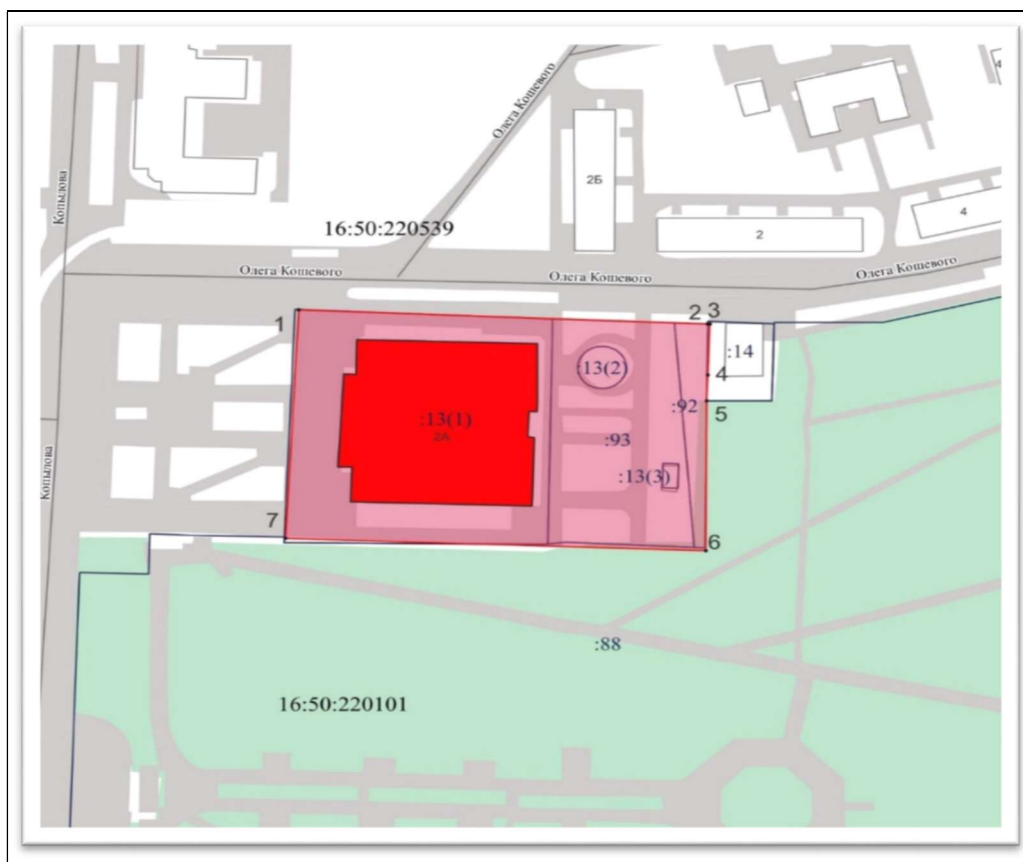 4
Олега Кошевого
2Б
Копылова
4
16:50:220539
2
Олега Кошевого
Олега Кошевого
Олега Кошевого
1
2
3
:14
:13(2)
4
:92
5
:13(1)
2А
:93
:13(3)
Копылова
7
6
:88
16:50:220101